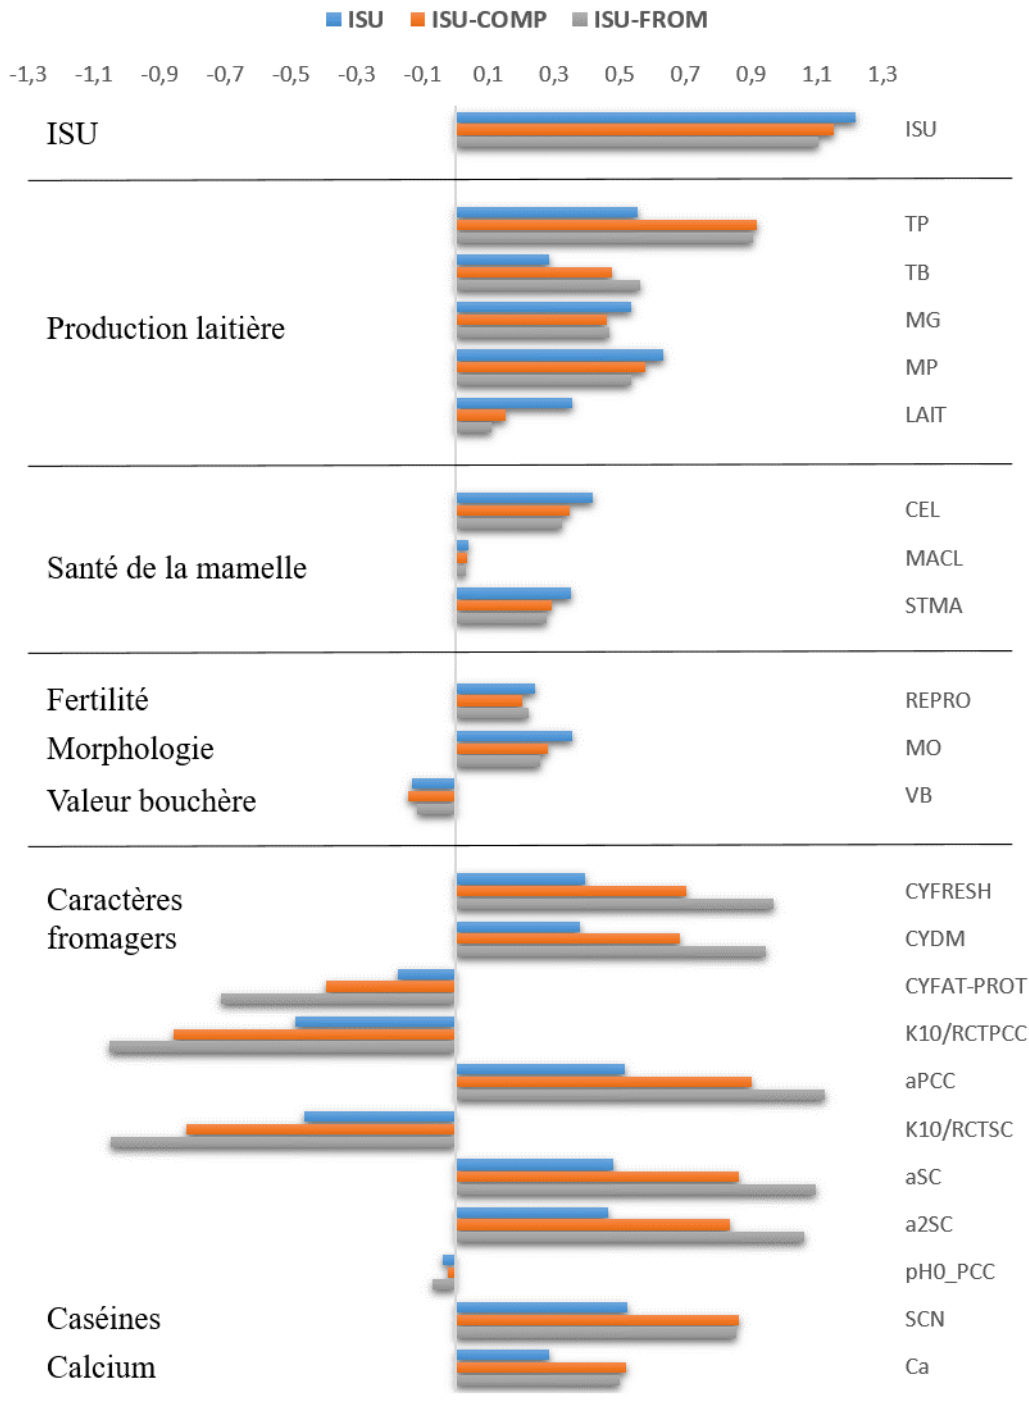 ISU ISU-COMP ISU-FROM
-1,3 -1,1 -0,9 -0,7 -0,5 -0,3 -0,1 0,1 0,3 0,5 0,7 0,9 1,1 1,3
ISU ISU
TP
TB
Production laitière MG
MP
LAIT
CEL
Santé de la mamelle MACL
STMA
Fertilité REPRO
Morphologie MO
Valeur bouchère VB
Caractères CYFRESH
fromagers CYDM
CYFAT-PROT
K10/RCTPCC
aPCC
K10/RCTSC
aSC
a2SC
pH0_PCC
Caséines SCN
Calcium Ca